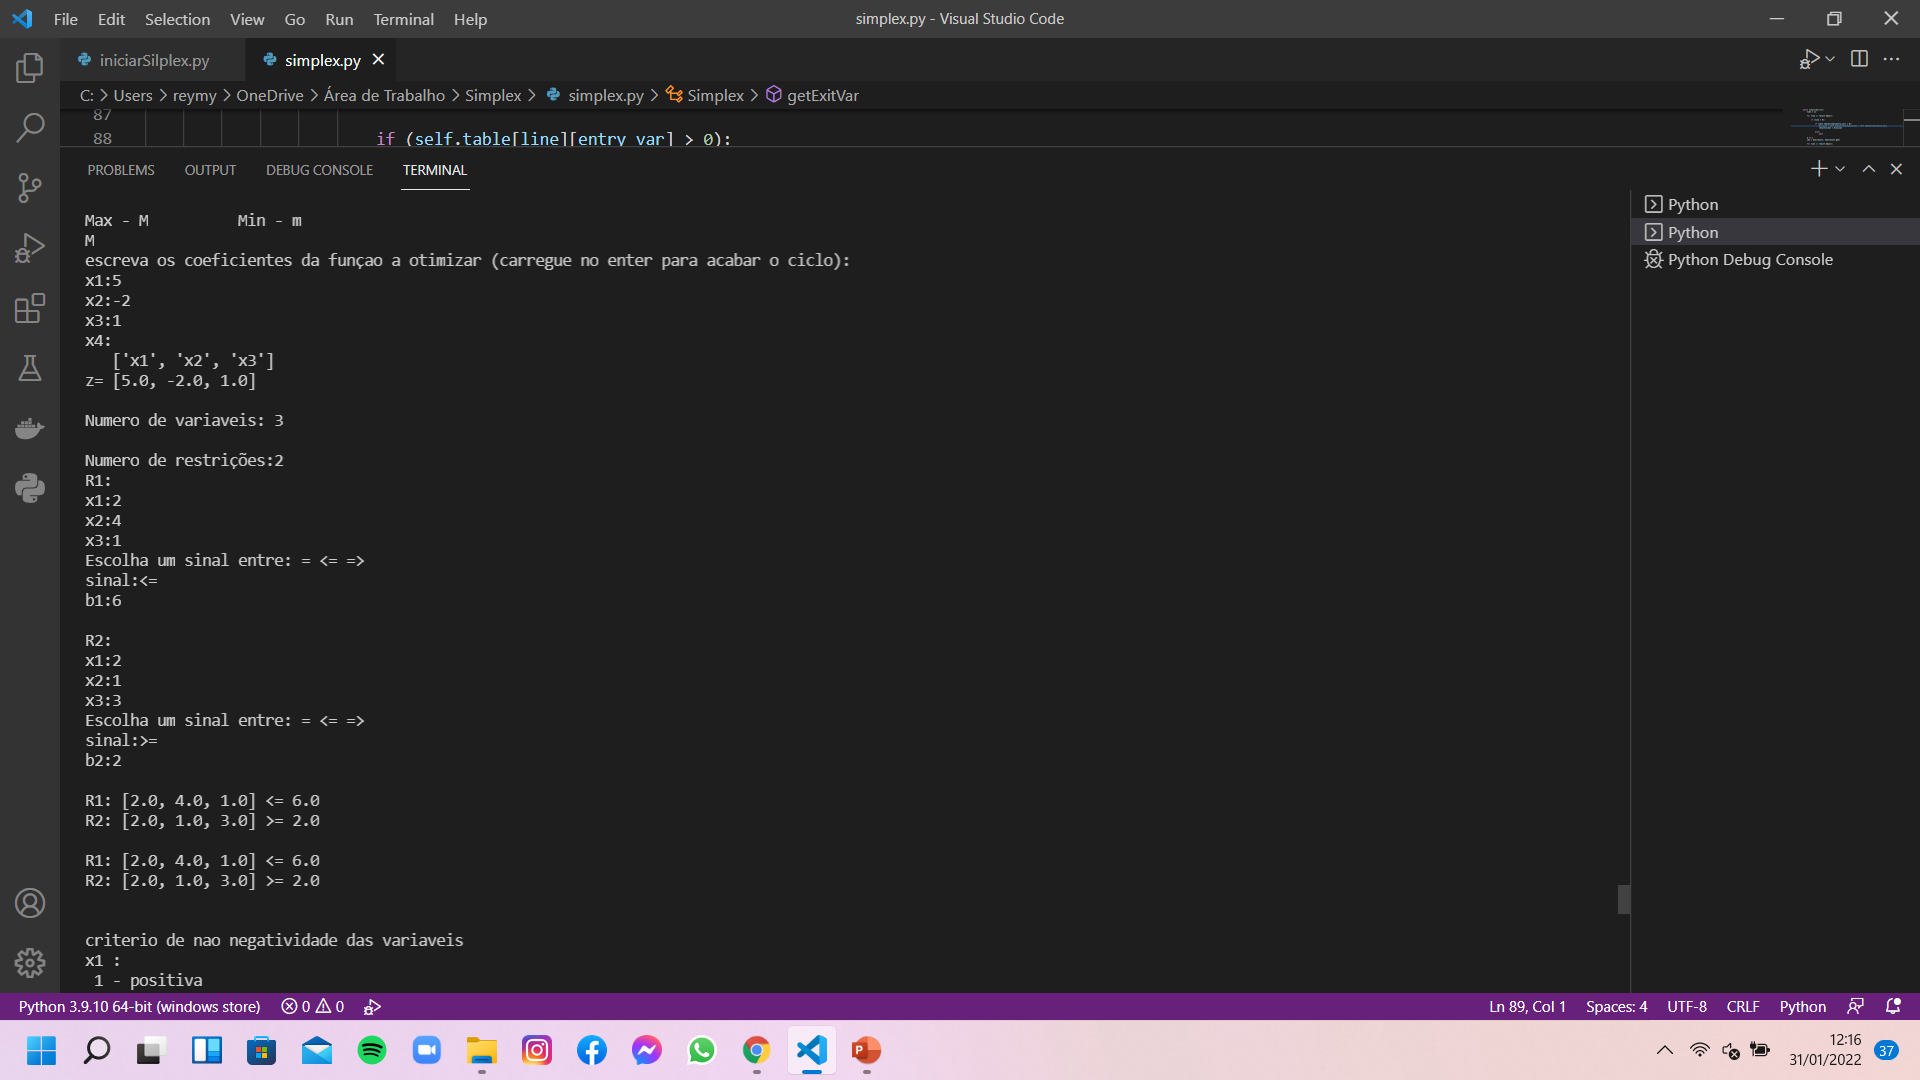 File Edit Selection View Go Run Terminal Help
simplex.py - Visual Studio Code
iniciarSilplex.py
simplex.py
C: > Users > reymy > OneDrive > Área de Trabalho > Simplex > simplex.py > Simplex > getExitVar
87
88 if (self.table[line][entry_var] > 0):
PROBLEMS OUTPUT DEBUG CONSOLE TERMINAL
Max - M Min - m
M
escreva os coeficientes da funçao a otimizar (carregue no enter para acabar o ciclo):
x1:5
x2:-2
x3:1
x4:
['x1', 'x2', 'x3']
z= [5.0, -2.0, 1.0]
Numero de variaveis: 3
Numero de restrições:2
R1:
x1:2
x2:4
x3:1
Escolha um sinal entre: = <= =>
sinal:<=
b1:6
R2:
x1:2
x2:1
x3:3
Escolha um sinal entre: = <= =>
sinal:>=
b2:2
R1: [2.0, 4.0, 1.0] <= 6.0
R2: [2.0, 1.0, 3.0] >= 2.0
R1: [2.0, 4.0, 1.0] <= 6.0
R2: [2.0, 1.0, 3.0] >= 2.0
criterio de nao negatividade das variaveis
x1 :
1 - positiva
Python
Python
Python Debug Console
Python 3.9.10 64-bit (windows store) 0 0
Ln 89, Col 1 Spaces: 4 UTF-8 CRLF Python
12:16
31/01/2022
37